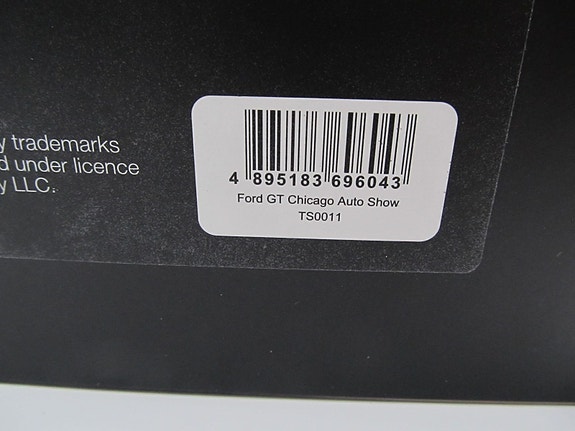 y trademarks
d under licence
y LLC.
4 895183 696043
Ford GT Chicago Auto Show
TS0011